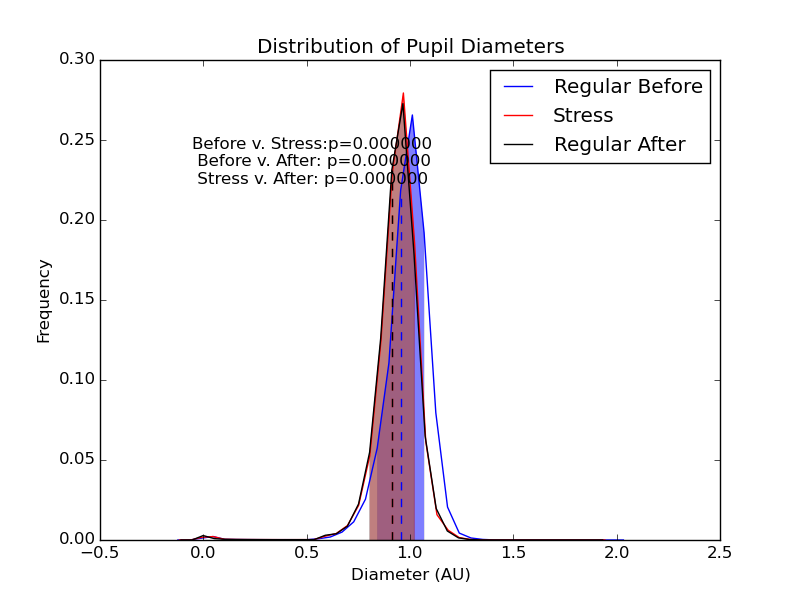 Distribution of Pupil Diameters
0.30
0.25
0.20
0.15
0.10
0.05
0.00
Frequency
Regular Before
Stress
Regular After
Before v. Stress:p=0.000000
Before v. After: p=0.000000
Stress v. After: p=0.000000
−0.5 0.0 0.5 1.0 1.5 2.0 2.5
Diameter (AU)